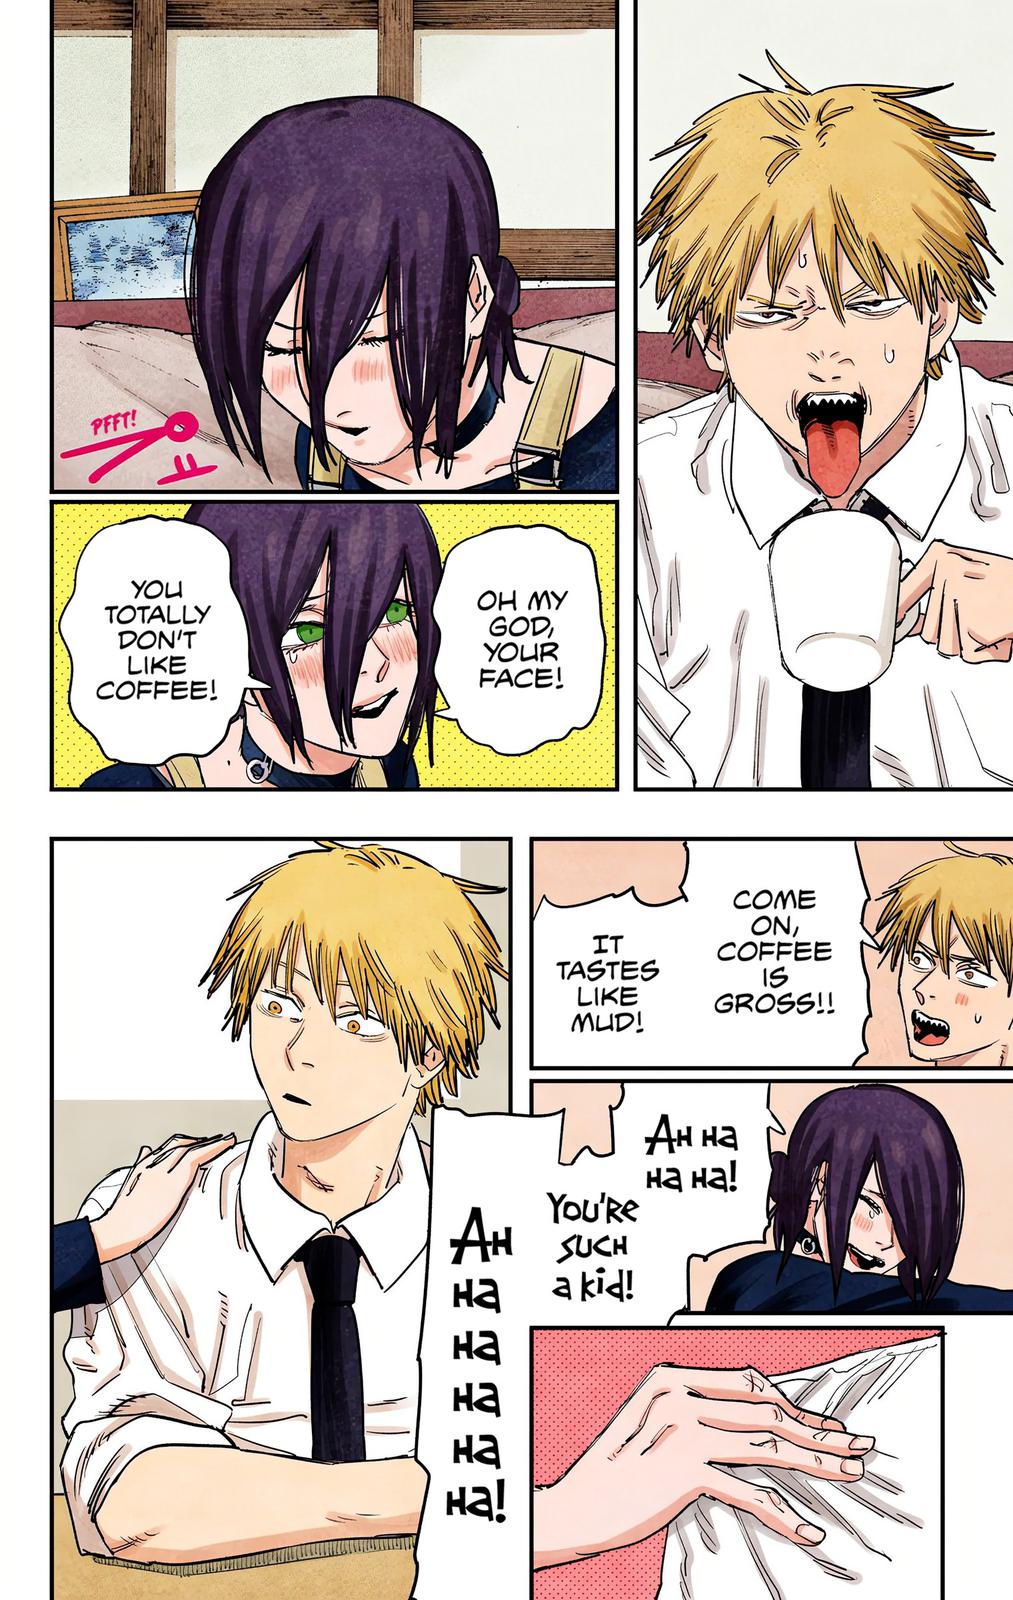 PFFT!
OH MY
GOD,
YOUR
FACE!
YOU
TOTALLY
DON'T
LIKE
COFFEE!
COME
ON,
COFFEE
IS
GROSS!!
IT
TASTES
LIKE
MUD!
AH HA
HA HA!
YOU'RE
SUCH
a kid!
AH
HA
HA
HA
HA
HA!